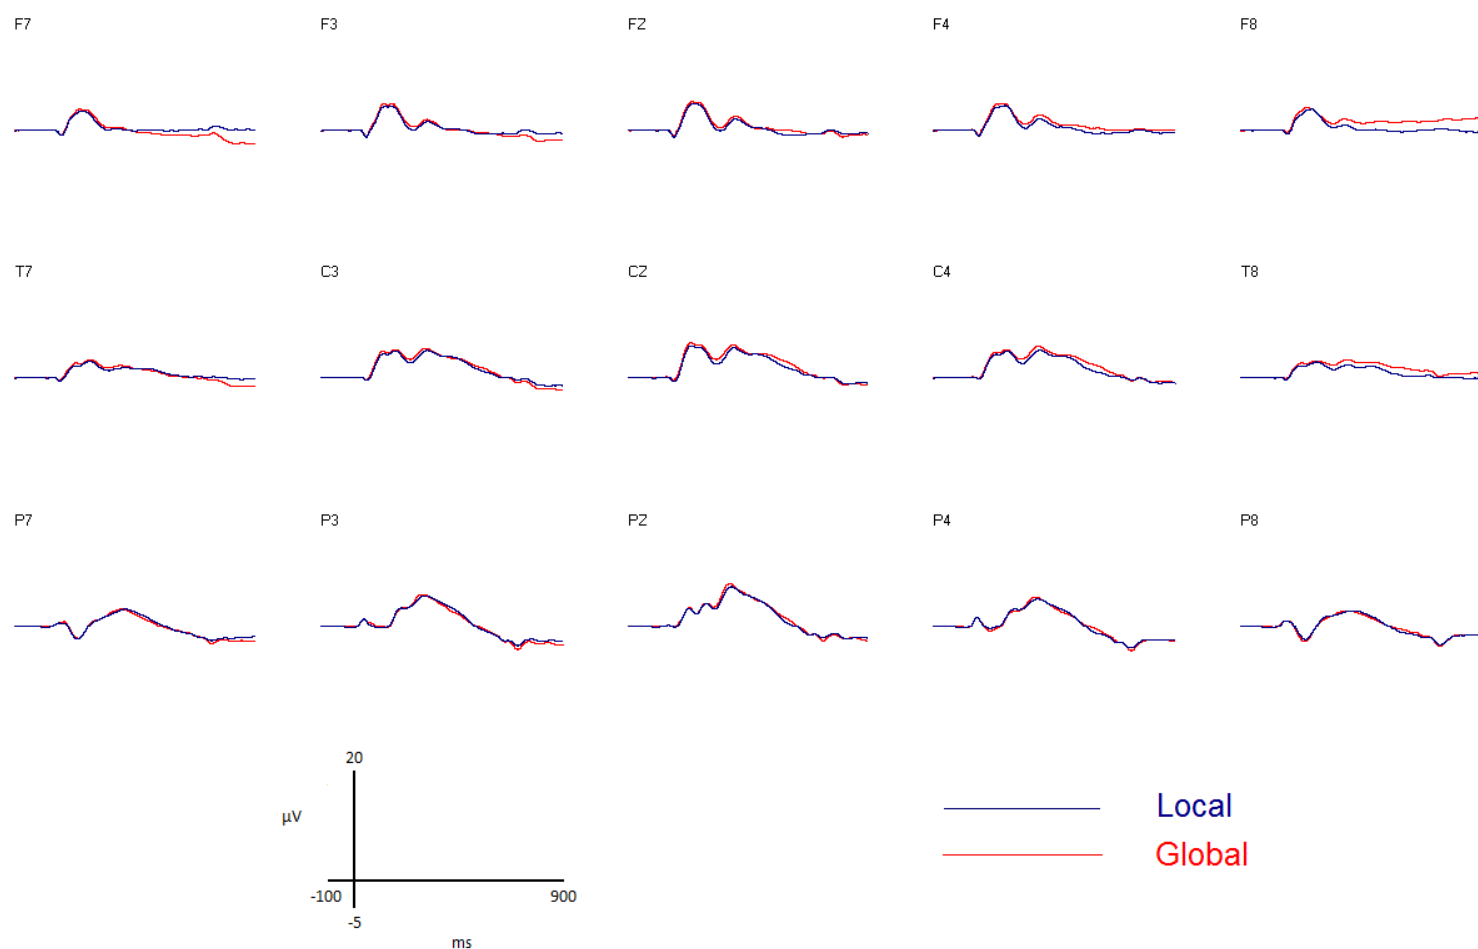 F7 F3 FZ F4 F8
T7 C3 CZ C4 T8
P7 P3 PZ P4 P8
20
µV
-100 900
-5
ms
Local
Global